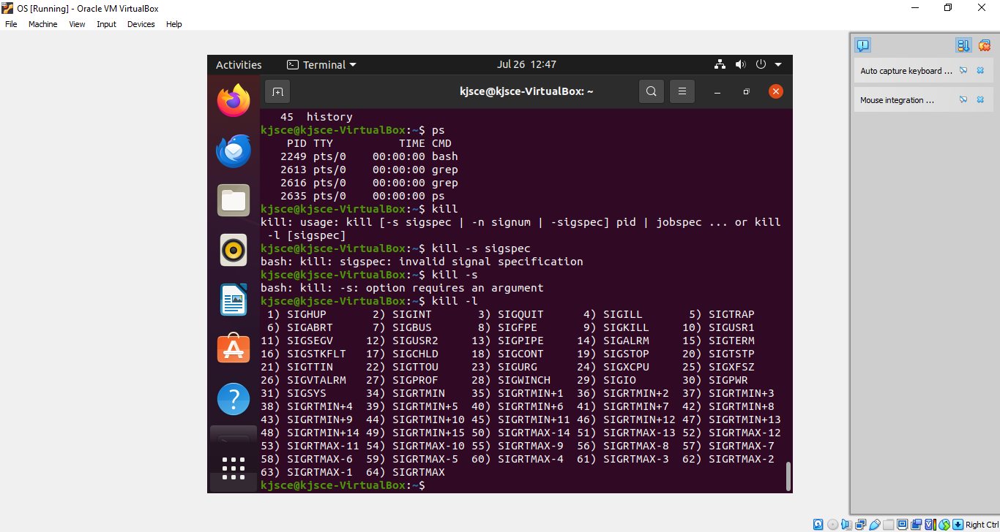 OS [Running] - Oracle VM VirtualBox
File Machine View Input Devices Help
Activities Terminal Jul 26 12:47
kjsce@kjsce-VirtualBox: ~
Auto capture keyboard ...
Mouse integration ...
45 history
kjsce@kjsce-VirtualBox:~$ ps
PID TTY TIME CMD
2249 pts/0 00:00:00 bash
2613 pts/0 00:00:00 grep
2616 pts/0 00:00:00 grep
2635 pts/0 00:00:00 ps
kjsce@kjsce-VirtualBox:~$ kill
kill: usage: kill [-s sigspec | -n signum | -sigspec] pid | jobspec ... or kill
-l [sigspec]
kjsce@kjsce-VirtualBox:~$ kill -s sigspec
bash: kill: sigspec: invalid signal specification
kjsce@kjsce-VirtualBox:~$ kill -s
bash: kill: -s: option requires an argument
kjsce@kjsce-VirtualBox:~$ kill -l
1) SIGHUP 2) SIGINT 3) SIGQUIT 4) SIGILL 5) SIGTRAP
6) SIGABRT 7) SIGBUS 8) SIGFPE 9) SIGKILL 10) SIGUSR1
11) SIGSEGV 12) SIGUSR2 13) SIGPIPE 14) SIGALRM 15) SIGTERM
16) SIGSTKFLT 17) SIGCHLD 18) SIGCONT 19) SIGSTOP 20) SIGTSTP
21) SIGTTIN 22) SIGTTOU 23) SIGURG 24) SIGXCPU 25) SIGXFSZ
26) SIGVTALRM 27) SIGPROF 28) SIGWINCH 29) SIGIO 30) SIGPWR
31) SIGSYS 34) SIGRTMIN 35) SIGRTMIN+1 36) SIGRTMIN+2 37) SIGRTMIN+3
38) SIGRTMIN+4 39) SIGRTMIN+5 40) SIGRTMIN+6 41) SIGRTMIN+7 42) SIGRTMIN+8
43) SIGRTMIN+9 44) SIGRTMIN+10 45) SIGRTMIN+11 46) SIGRTMIN+12 47) SIGRTMIN+13
48) SIGRTMIN+14 49) SIGRTMIN+15 50) SIGRTMAX-14 51) SIGRTMAX-13 52) SIGRTMAX-12
53) SIGRTMAX-11 54) SIGRTMAX-10 55) SIGRTMAX-9 56) SIGRTMAX-8 57) SIGRTMAX-7
58) SIGRTMAX-6 59) SIGRTMAX-5 60) SIGRTMAX-4 61) SIGRTMAX-3 62) SIGRTMAX-2
63) SIGRTMAX-1 64) SIGRTMAX
kjsce@kjsce-VirtualBox:~$
Right Ctrl